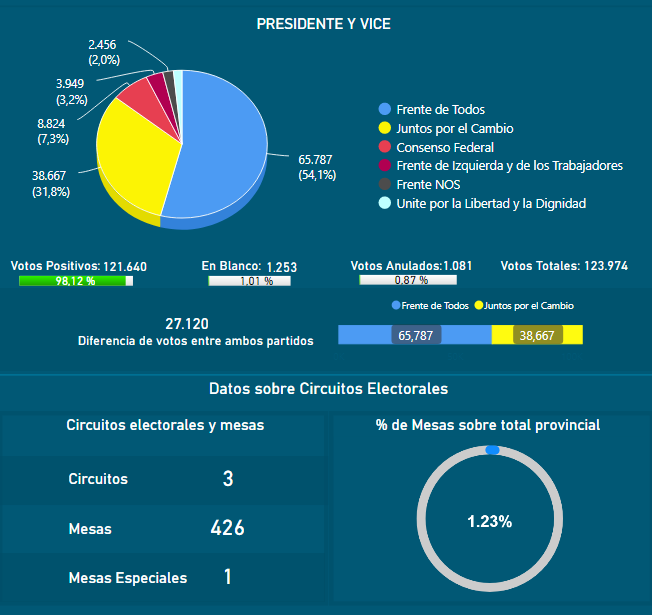 PRESIDENTE Y VICE
2.456
(2,0%)
3.949
(3,2%)
8.824
(7,3%)
38.667
(31,8%)
65.787
(54,1%)
Frente de Todos
Juntos por el Cambio
Consenso Federal
Frente de Izquierda y de los Trabajadores
Frente NOS
Unite por la Libertad y la Dignidad
Votos Positivos: 121.640
98,12 %
En Blanco: 1.253
1,01 %
Votos Anulados: 1.081
0,87 %
Votos Totales: 123.974
27.120
Diferencia de votos entre ambos partidos
Frente de Todos Juntos por el Cambio
65,787 38,667
Datos sobre Circuitos Electorales
Circuitos electorales y mesas
Circuitos 3
Mesas 426
Mesas Especiales 1
% de Mesas sobre total provincial
1.23%